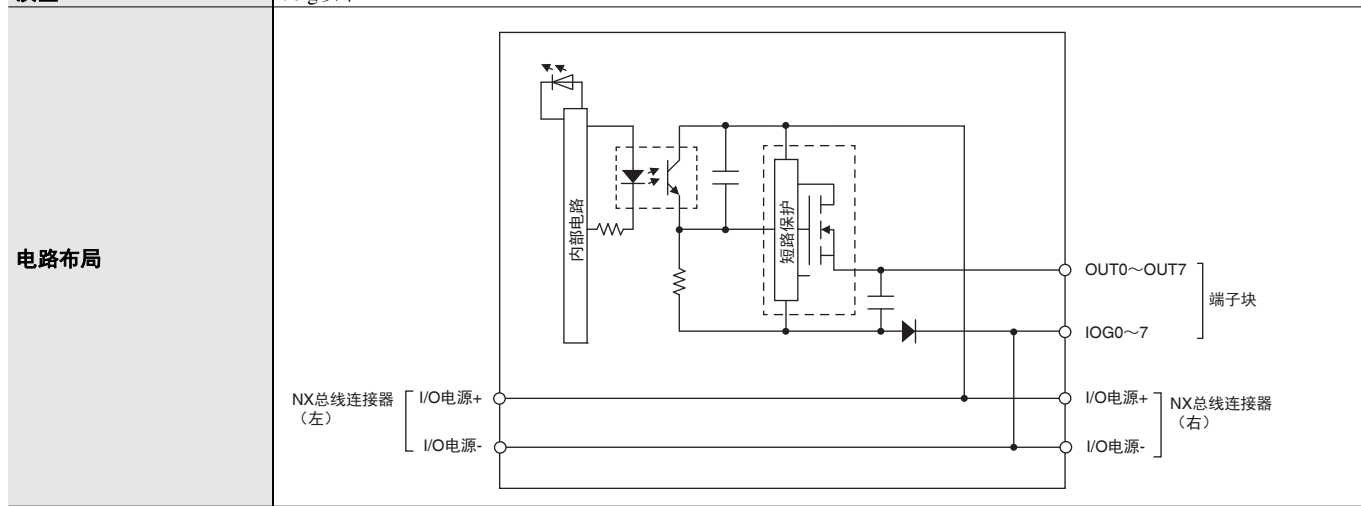 电路布局
内部电路
短路保护
OUT0～OUT7
端子块
IOG0～7
NX总线连接器
（左）
I/O电源+
I/O电源-
I/O电源+
I/O电源-
NX总线连接器
（右）